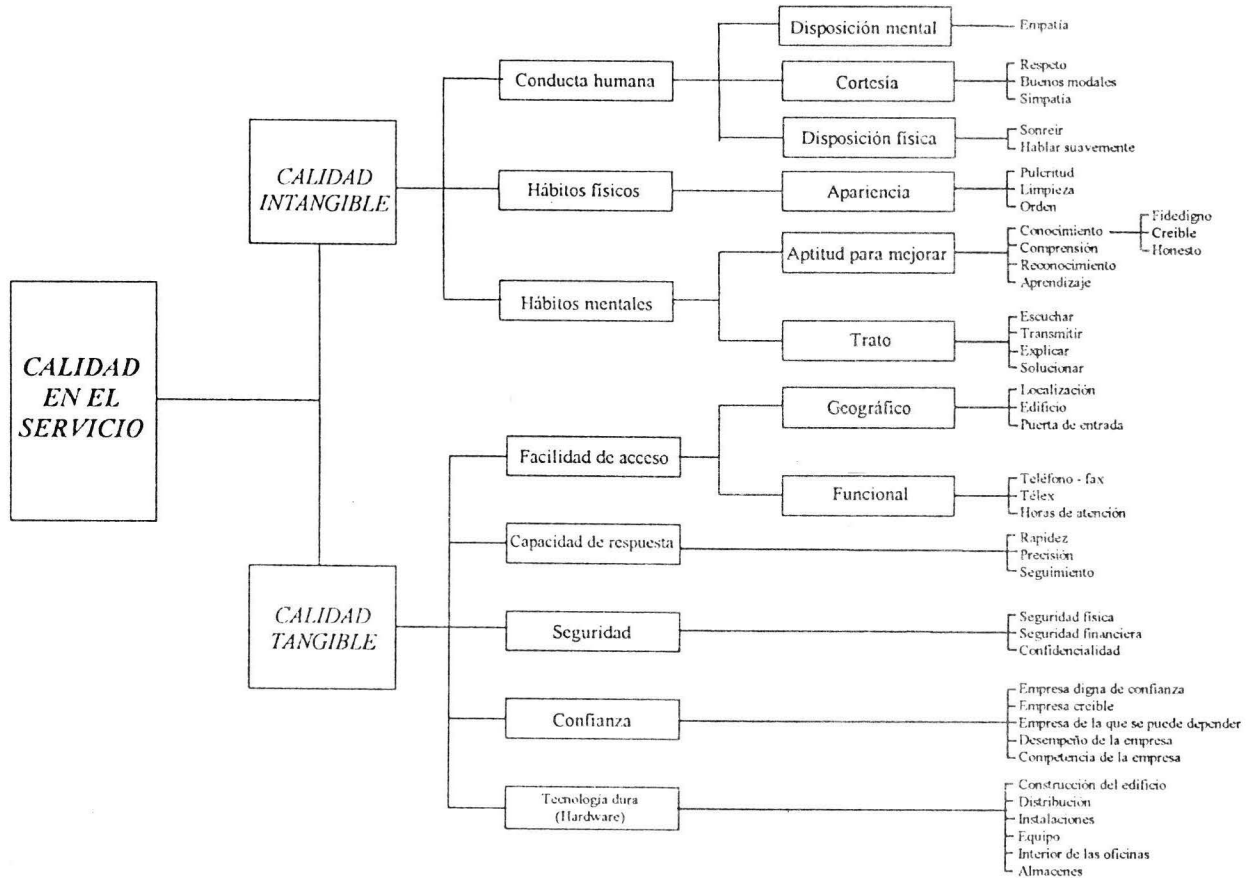 CALIDAD
EN EL
SERVICIO
CALIDAD
INTANGIBLE
Conducta humana
Disposición mental
Empatía
Cortesía
Respeto
Buenos modales
Simpatía
Disposición física
Sonreir
Hablar suavemente
Hábitos físicos
Apariencia
Pulcritud
Limpieza
Orden
Hábitos mentales
Aptitud para mejorar
Conocimiento
Fidedigno
Creible
Honesto
Comprensión
Reconocimiento
Aprendizaje
Trato
Escuchar
Transmitir
Explicar
Solucionar
CALIDAD
TANGIBLE
Facilidad de acceso
Geográfico
Localización
Edificio
Puerta de entrada
Funcional
Teléfono - fax
Télex
Horas de atención
Capacidad de respuesta
Rapidez
Precisión
Seguimiento
Seguridad
Seguridad física
Seguridad financiera
Confidencialidad
Confianza
Empresa digna de confianza
Empresa creible
Empresa de la que se puede depender
Desempeño de la empresa
Competencia de la empresa
Tecnología dura
(Hardware)
Construcción del edificio
Distribución
Instalaciones
Equipo
Interior de las oficinas
Almacenes